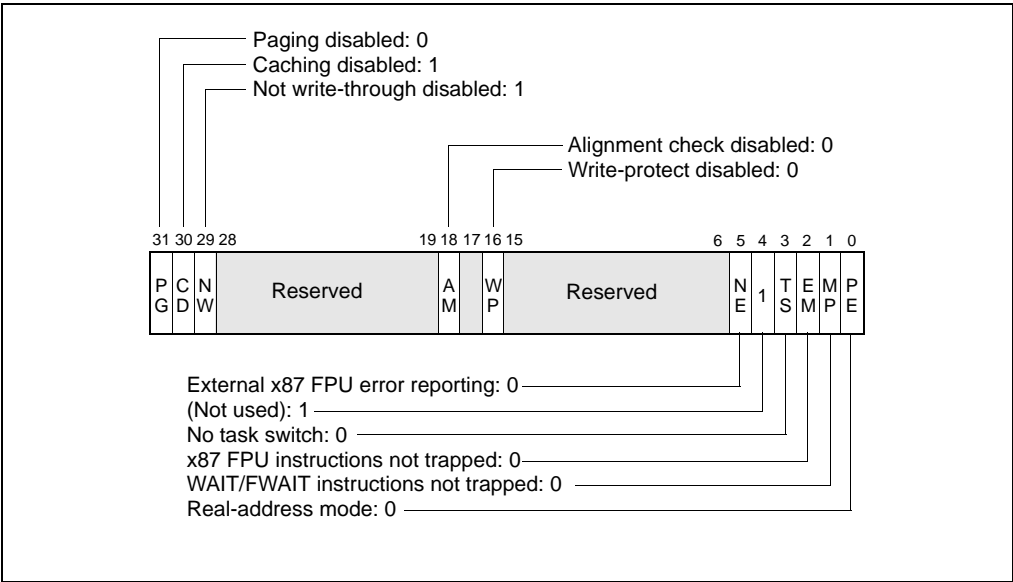 Paging disabled: 0
Caching disabled: 1
Not write-through disabled: 1
Alignment check disabled: 0
Write-protect disabled: 0
31 30 29 28 19 18 17 16 15 6 5 4 3 2 1 0
P C N A W N T E M P
Reserved Reserved 1
G D W M P E S M P E
External x87 FPU error reporting: 0
(Not used): 1
No task switch: 0
x87 FPU instructions not trapped: 0
WAIT/FWAIT instructions not trapped: 0
Real-address mode: 0